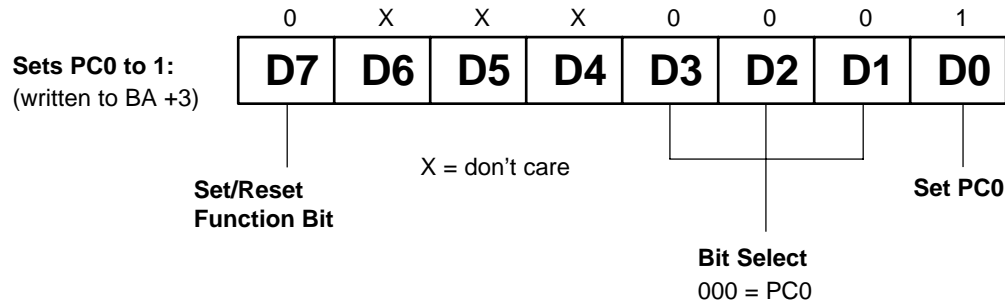 0 X X X 0 0 0 1
Sets PC0 to 1:
(written to BA +3)
D7 D6 D5 D4 D3 D2 D1 D0
X = don't care
Set/Reset
Function Bit
Set PC0
Bit Select
000 = PC0